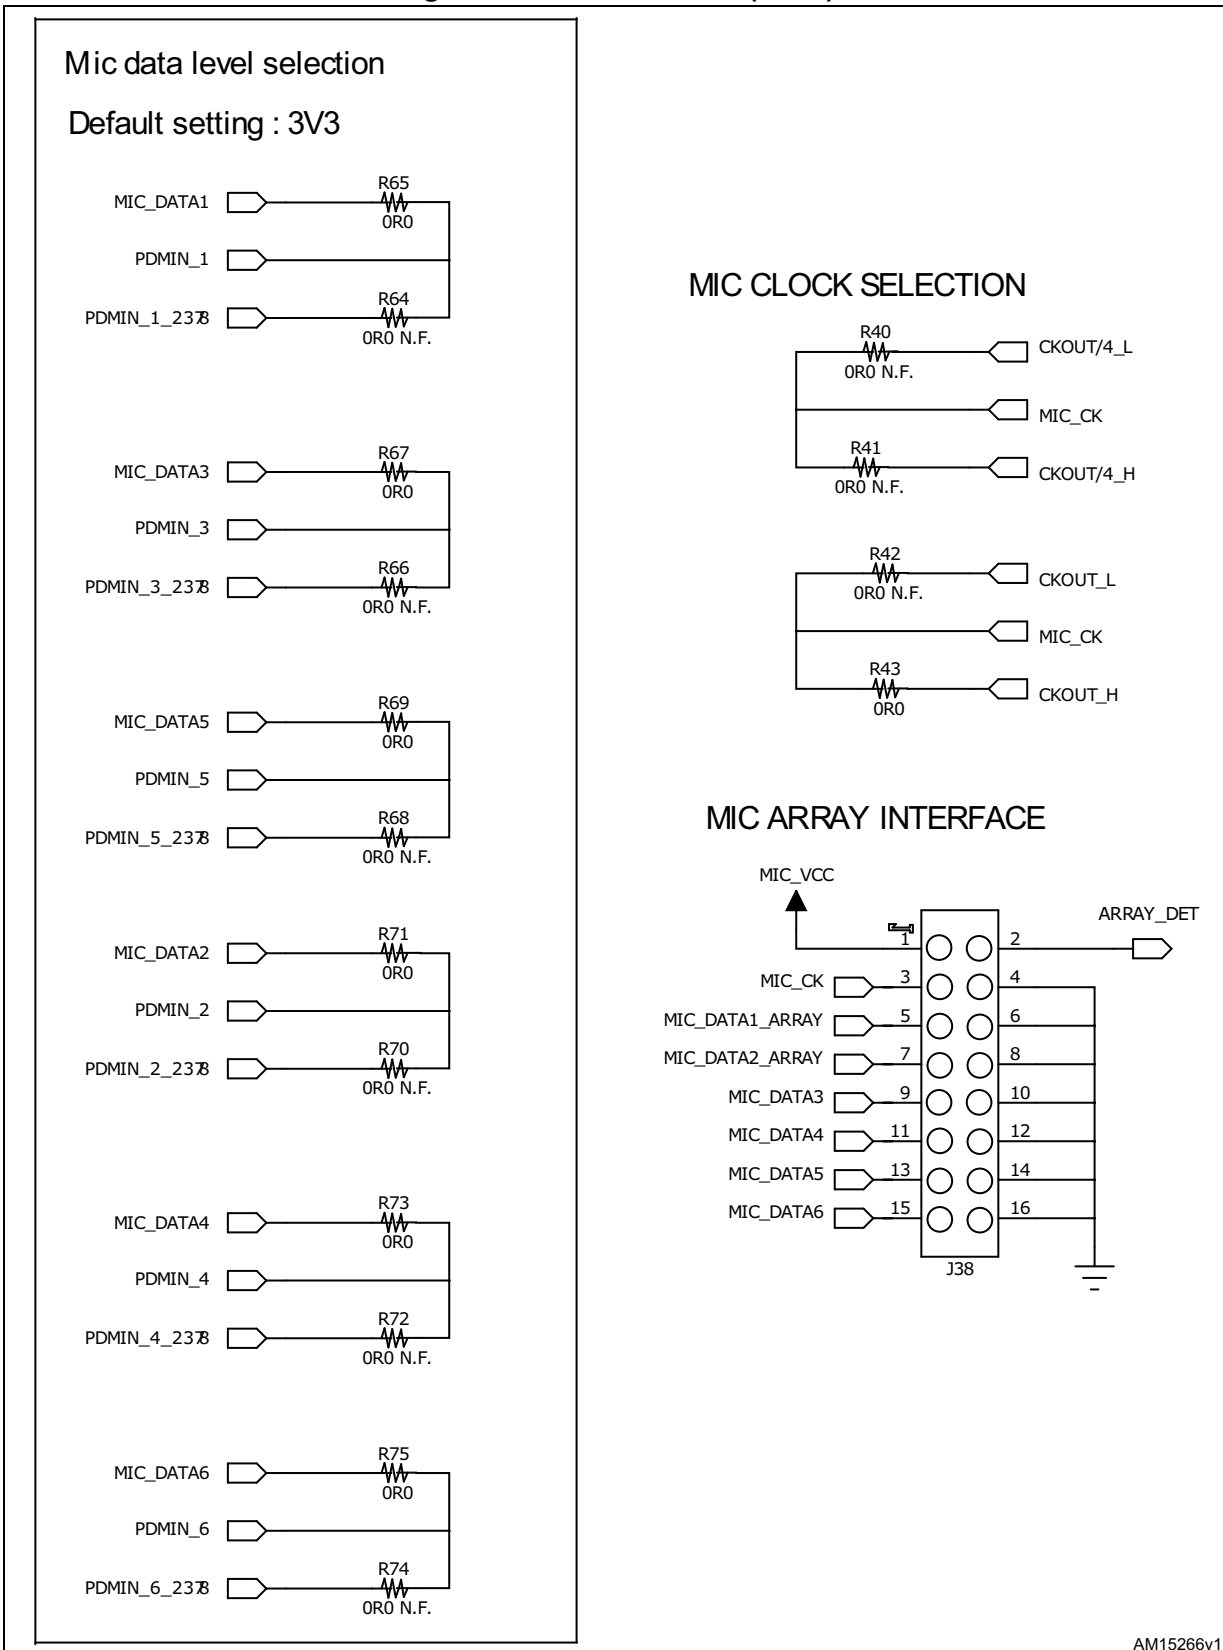 Mic data level selection
Default setting : 3V3
MIC_DATA1
R65
0R0
PDMIN_1
PDMIN_1_2378
R64
0R0 N.F.
MIC_DATA3
R67
0R0
PDMIN_3
PDMIN_3_2378
R66
0R0 N.F.
MIC_DATA5
R69
0R0
PDMIN_5
PDMIN_5_2378
R68
0R0 N.F.
MIC_DATA2
R71
0R0
PDMIN_2
PDMIN_2_2378
R70
0R0 N.F.
MIC_DATA4
R73
0R0
PDMIN_4
PDMIN_4_2378
R72
0R0 N.F.
MIC_DATA6
R75
0R0
PDMIN_6
PDMIN_6_2378
R74
0R0 N.F.
MIC CLOCK SELECTION
R40
0R0 N.F.
CKOUT/4_L
MIC_CK
R41
0R0 N.F.
CKOUT/4_H
R42
0R0 N.F.
CKOUT_L
MIC_CK
R43
0R0
CKOUT_H
MIC ARRAY INTERFACE
MIC_VCC
ARRAY_DET
1 2
MIC_CK 3 4
MIC_DATA1_ARRAY 5 6
MIC_DATA2_ARRAY 7 8
MIC_DATA3 9 10
MIC_DATA4 11 12
MIC_DATA5 13 14
MIC_DATA6 15 16
J38
AM15266v1